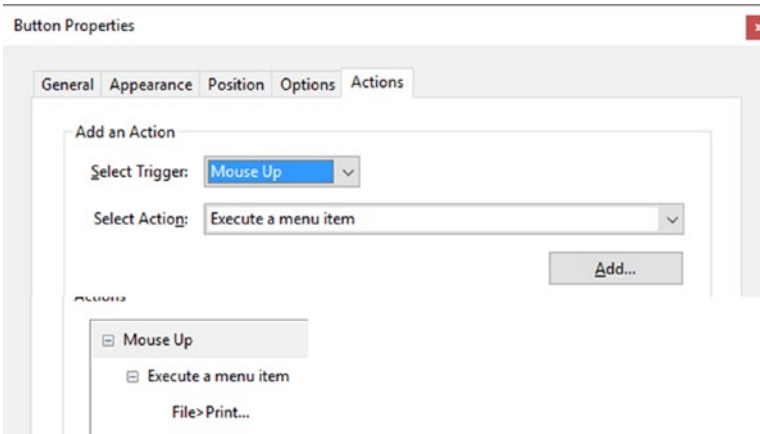 Button Properties
General Appearance Position Options Actions
Add an Action
Select Trigger: Mouse Up
Select Action: Execute a menu item
Add...
Actions
Mouse Up
Execute a menu item
File>Print...